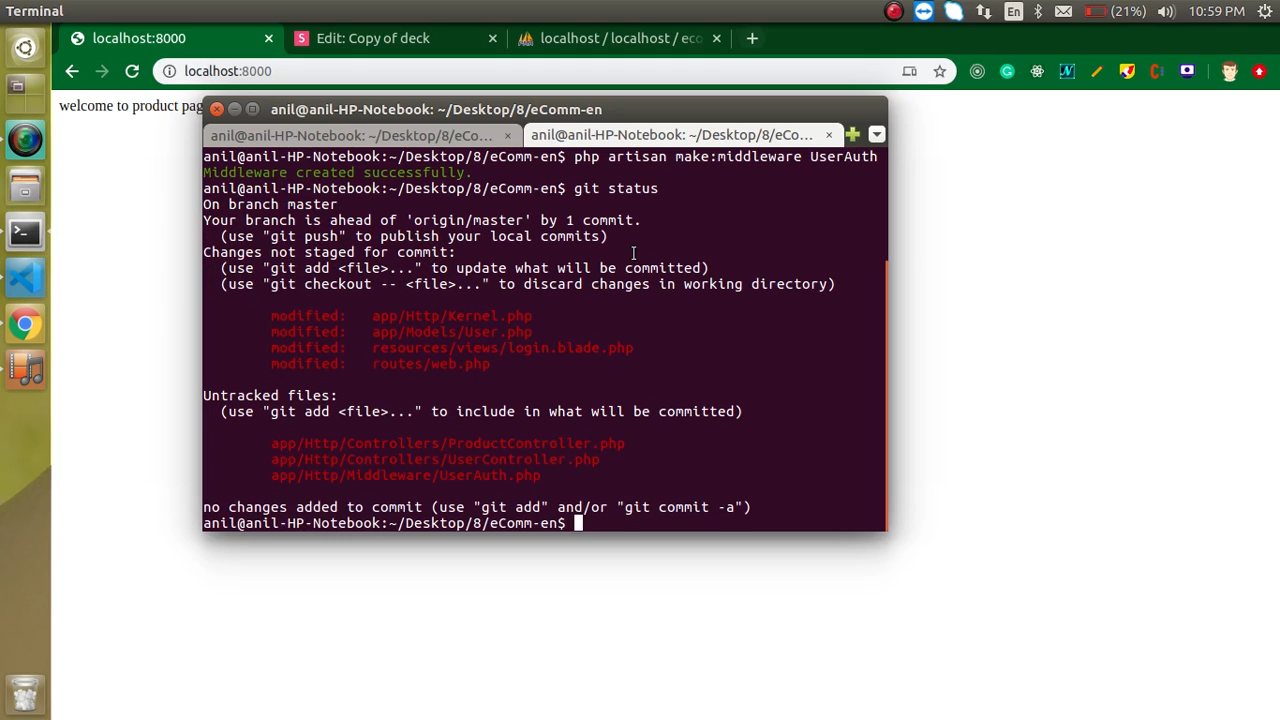 Terminal
En
(21%)
10:59 PM
localhost:8000
Edit: Copy of deck
localhost / localhost / eco
localhost:8000
welcome to product pag
anil@anil-HP-Notebook: ~/Desktop/8/eComm-en
anil@anil-HP-Notebook: ~/Desktop/8/eCo...
anil@anil-HP-Notebook: ~/Desktop/8/eCo...
anil@anil-HP-Notebook:~/Desktop/8/eComm-en$ php artisan make:middleware UserAuth
Middleware created successfully.
anil@anil-HP-Notebook:~/Desktop/8/eComm-en$ git status
On branch master
Your branch is ahead of 'origin/master' by 1 commit.
(use "git push" to publish your local commits)
Changes not staged for commit:
(use "git add <file>..." to update what will be committed)
(use "git checkout -- <file>..." to discard changes in working directory)
modified: app/Http/Kernel.php
modified: app/Models/User.php
modified: resources/views/login.blade.php
modified: routes/web.php
Untracked files:
(use "git add <file>..." to include in what will be committed)
app/Http/Controllers/ProductController.php
app/Http/Controllers/UserController.php
app/Http/Middleware/UserAuth.php
no changes added to commit (use "git add" and/or "git commit -a")
anil@anil-HP-Notebook:~/Desktop/8/eComm-en$